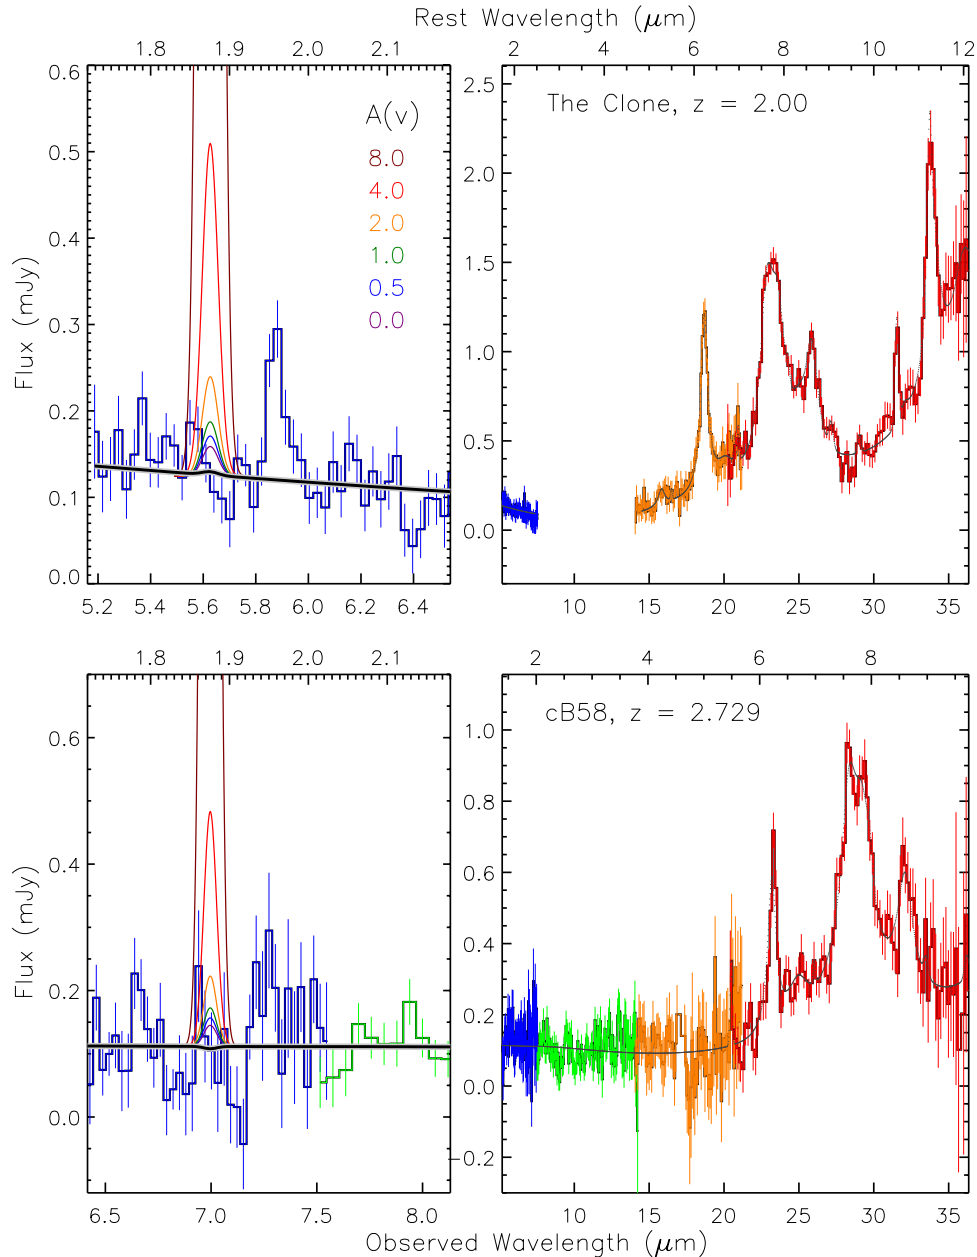 Rest Wavelength (μm)
1.8 1.9 2.0 2.1
2 4 6 8 10 12
0.6
0.5
0.4
0.3
0.2
0.1
0.0
Flux (mJy)
A(v)
8.0
4.0
2.0
1.0
0.5
0.0
5.2 5.4 5.6 5.8 6.0 6.2 6.4
The Clone, z = 2.00
2.5
2.0
1.5
1.0
0.5
0.0
10 15 20 25 30 35
1.8 1.9 2.0 2.1
2 4 6 8
0.6
0.4
0.2
0.0
Flux (mJy)
6.5 7.0 7.5 8.0
cB58, z = 2.729
1.0
0.8
0.6
0.4
0.2
0.0
−0.2
10 15 20 25 30 35
Observed Wavelength (μm)